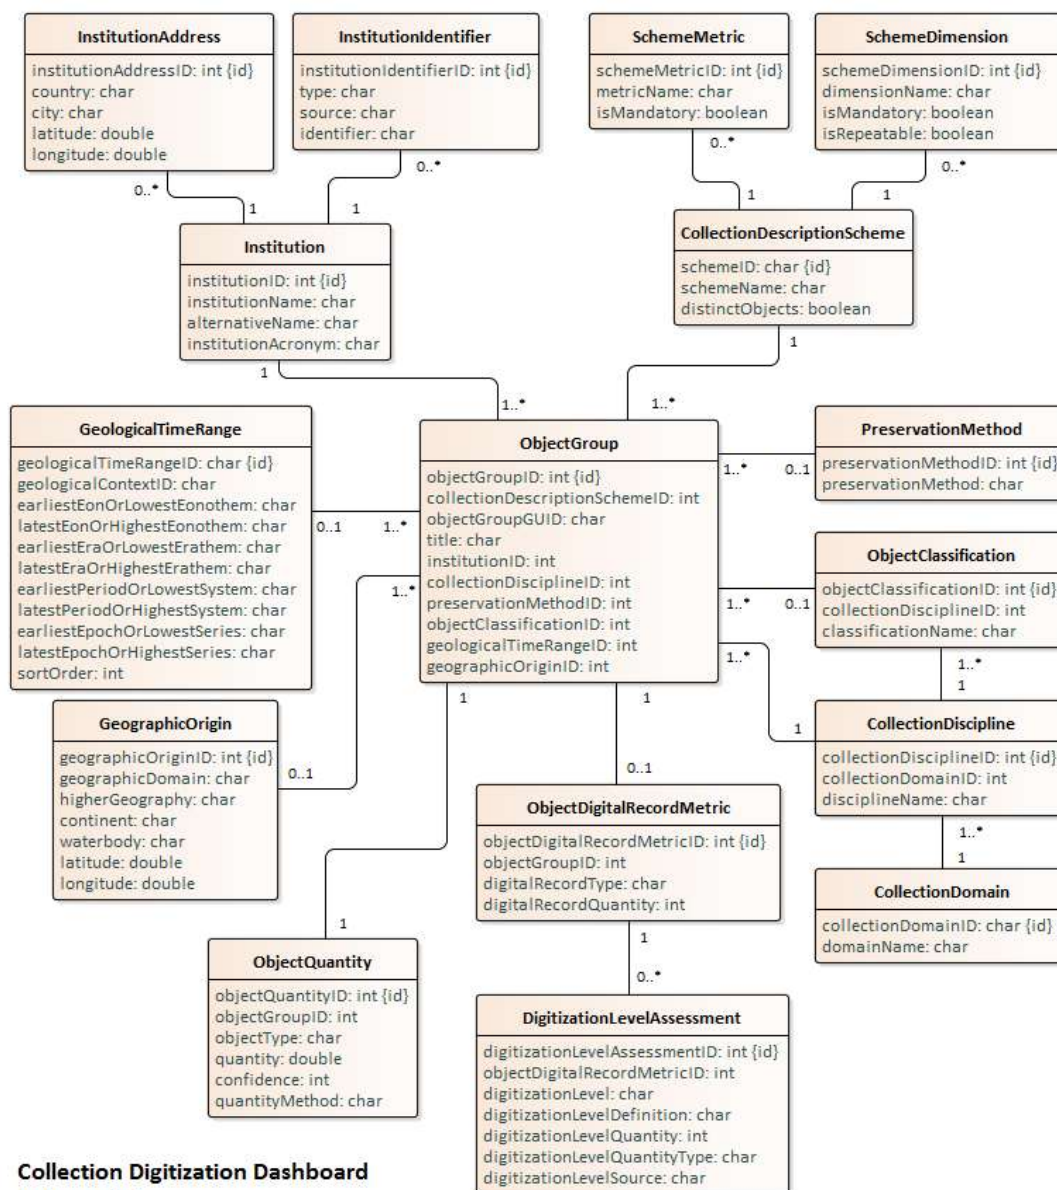 InstitutionAddress
institutionAddressID: int {id}
country: char
city: char
latitude: double
longitude: double
InstitutionIdentifier
institutionIdentifierID: int {id}
type: char
source: char
identifier: char
SchemeMetric
schemeMetricID: int {id}
metricName: char
isMandatory: boolean
SchemeDimension
schemeDimensionID: int {id}
dimensionName: char
isMandatory: boolean
isRepeatable: boolean
0..*
1
0..*
1
0..*
1
0..*
1
Institution
institutionID: int {id}
institutionName: char
alternativeName: char
institutionAcronym: char
CollectionDescriptionScheme
schemeID: char {id}
schemeName: char
distinctObjects: boolean
1
1..*
1
1..*
GeologicalTimeRange
geologicalTimeRangeID: char {id}
geologicalContextID: char
earliestEonOrLowestEonothem: char
latestEonOrHighestEonothem: char
earliestEraOrLowestErathem: char
latestEraOrHighestErathem: char
earliestPeriodOrLowestSystem: char
latestPeriodOrHighestSystem: char
earliestEpochOrLowestSeries: char
latestEpochOrHighestSeries: char
sortOrder: int
0..1
1..*
ObjectGroup
objectGroupID: int {id}
collectionDescriptionSchemeID: int
objectGroupGUID: char
title: char
institutionID: int
collectionDisciplineID: int
preservationMethodID: int
objectClassificationID: int
geologicalTimeRangeID: int
geographicOriginID: int
1..*
0..1
PreservationMethod
preservationMethodID: int {id}
preservationMethod: char
1..*
0..1
ObjectClassification
objectClassificationID: int {id}
collectionDisciplineID: int
classificationName: char
1..*
1
1..*
1
CollectionDiscipline
collectionDisciplineID: int {id}
collectionDomainID: int
disciplineName: char
1..*
1
CollectionDomain
collectionDomainID: char {id}
domainName: char
1..*
0..1
GeographicOrigin
geographicOriginID: int {id}
geographicDomain: char
higherGeography: char
continent: char
waterbody: char
latitude: double
longitude: double
1
1
ObjectQuantity
objectQuantityID: int {id}
objectGroupID: int
objectType: char
quantity: double
confidence: int
quantityMethod: char
1
0..1
ObjectDigitalRecordMetric
objectDigitalRecordMetricID: int {id}
objectGroupID: int
digitalRecordType: char
digitalRecordQuantity: int
1
0..*
DigitizationLevelAssessment
digitizationLevelAssessmentID: int {id}
objectDigitalRecordMetricID: int
digitizationLevel: char
digitizationLevelDefinition: char
digitizationLevelQuantity: int
digitizationLevelQuantityType: char
digitizationLevelSource: char
Collection Digitization Dashboard